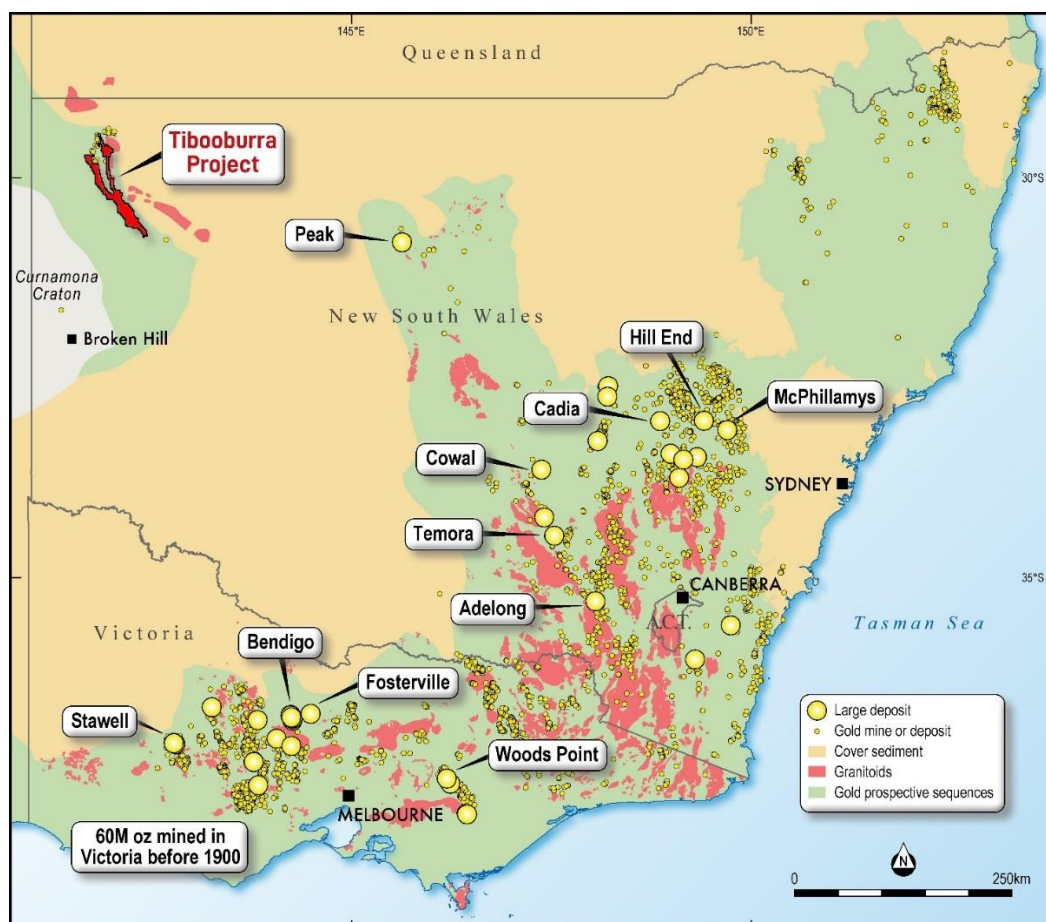 145°E
150°E
Queensland
Tibooburra
Project
30°S
Peak
Curnamona
Craton
New South Wales
Broken Hill
Hill End
Cadia
McPhillamys
Cowal
SYDNEY
Temora
35°S
CANBERRA
Adelong
A.C.T.
Victoria
Tasman Sea
Bendigo
Fosterville
Stawell
Woods Point
MELBOURNE
60M oz mined in
Victoria before 1900
Large deposit
Gold mine or deposit
Cover sediment
Granitoids
Gold prospective sequences
N
0
250km